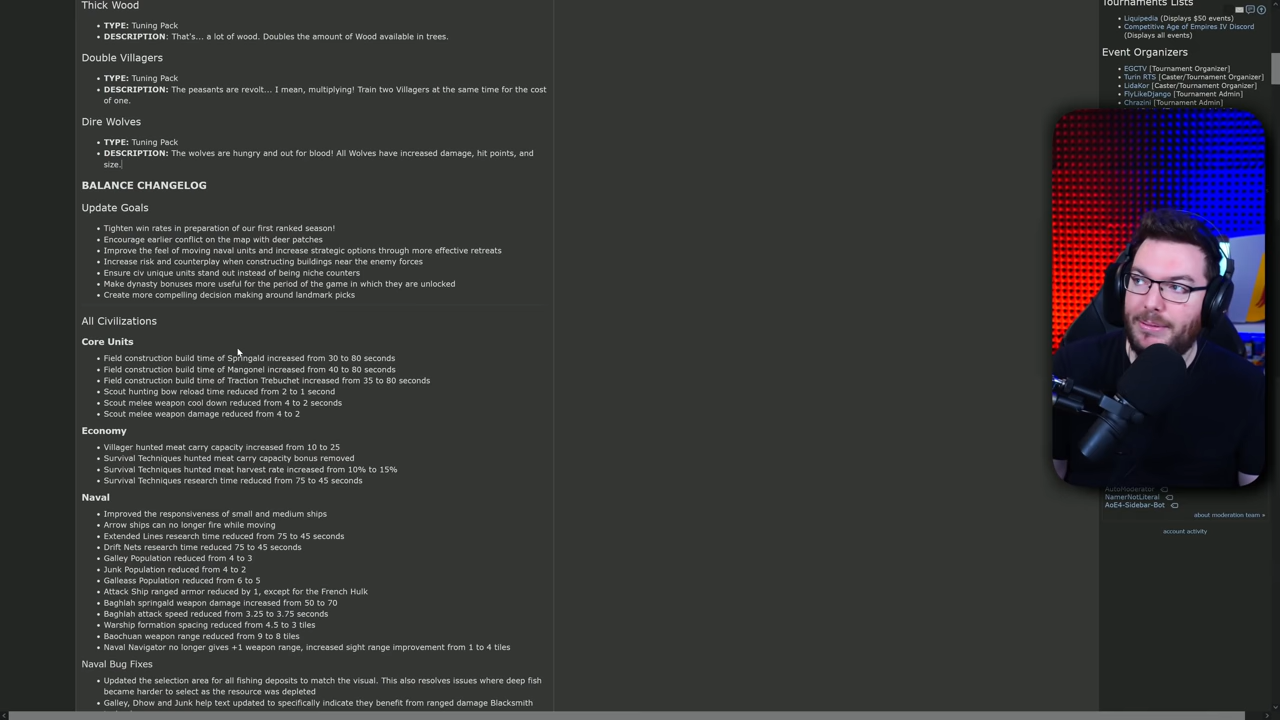 Thick Wood
• TYPE: Tuning Pack
• DESCRIPTION: That's... a lot of wood. Doubles the amount of Wood available in trees.
Double Villagers
• TYPE: Tuning Pack
• DESCRIPTION: The peasants are revolt... I mean, multiplying! Train two Villagers at the same time for the cost
of one.
Dire Wolves
• TYPE: Tuning Pack
• DESCRIPTION: The wolves are hungry and out for blood! All Wolves have increased damage, hit points, and
size.
BALANCE CHANGELOG
Update Goals
• Tighten win rates in preparation of our first ranked season!
• Encourage earlier conflict on the map with deer patches
• Improve the feel of moving naval units and increase strategic options through more effective retreats
• Increase risk and counterplay when constructing buildings near the enemy forces
• Ensure civ unique units stand out instead of being niche counters
• Make dynasty bonuses more useful for the period of the game in which they are unlocked
• Create more compelling decision making around landmark picks
All Civilizations
Core Units
• Field construction build time of Springald increased from 30 to 80 seconds
• Field construction build time of Mangonel increased from 40 to 80 seconds
• Field construction build time of Traction Trebuchet increased from 35 to 80 seconds
• Scout hunting bow reload time reduced from 2 to 1 second
• Scout melee weapon cool down reduced from 4 to 2 seconds
• Scout melee weapon damage reduced from 4 to 2
Economy
• Villager hunted meat carry capacity increased from 10 to 25
• Survival Techniques hunted meat carry capacity bonus removed
• Survival Techniques hunted meat harvest rate increased from 10% to 15%
• Survival Techniques research time reduced from 75 to 45 seconds
Naval
• Improved the responsiveness of small and medium ships
• Arrow ships can no longer fire while moving
• Extended Lines research time reduced from 75 to 45 seconds
• Drift Nets research time reduced 75 to 45 seconds
• Galley Population reduced from 4 to 3
• Junk Population reduced from 4 to 2
• Galleass Population reduced from 6 to 5
• Attack Ship ranged armor reduced by 1, except for the French Hulk
• Baghlah springald weapon damage increased from 50 to 70
• Baghlah attack speed reduced from 3.25 to 3.75 seconds
• Warship formation spacing reduced from 4.5 to 3 tiles
• Baochuan weapon range reduced from 9 to 8 tiles
• Naval Navigator no longer gives +1 weapon range, increased sight range improvement from 1 to 4 tiles
Naval Bug Fixes
• Updated the selection area for all fishing deposits to match the visual. This also resolves issues where deep fish
became harder to select as the resource was depleted
• Galley, Dhow and Junk help text updated to specifically indicate they benefit from ranged damage Blacksmith
Tournaments Lists
• Liquipedia (Displays $50 events)
• Competitive Age of Empires IV Discord
(Displays all events)
Event Organizers
• EGCTV [Tournament Organizer]
• Turin RTS [Caster/Tournament Organizer]
• LidaKor [Caster/Tournament Organizer]
• FlyLikeDjango [Tournament Admin]
• Chrazini [Tournament Admin]
AutoModerator
NamerNotLiteral
AoE4-Sidebar-Bot
about moderation team »
account activity